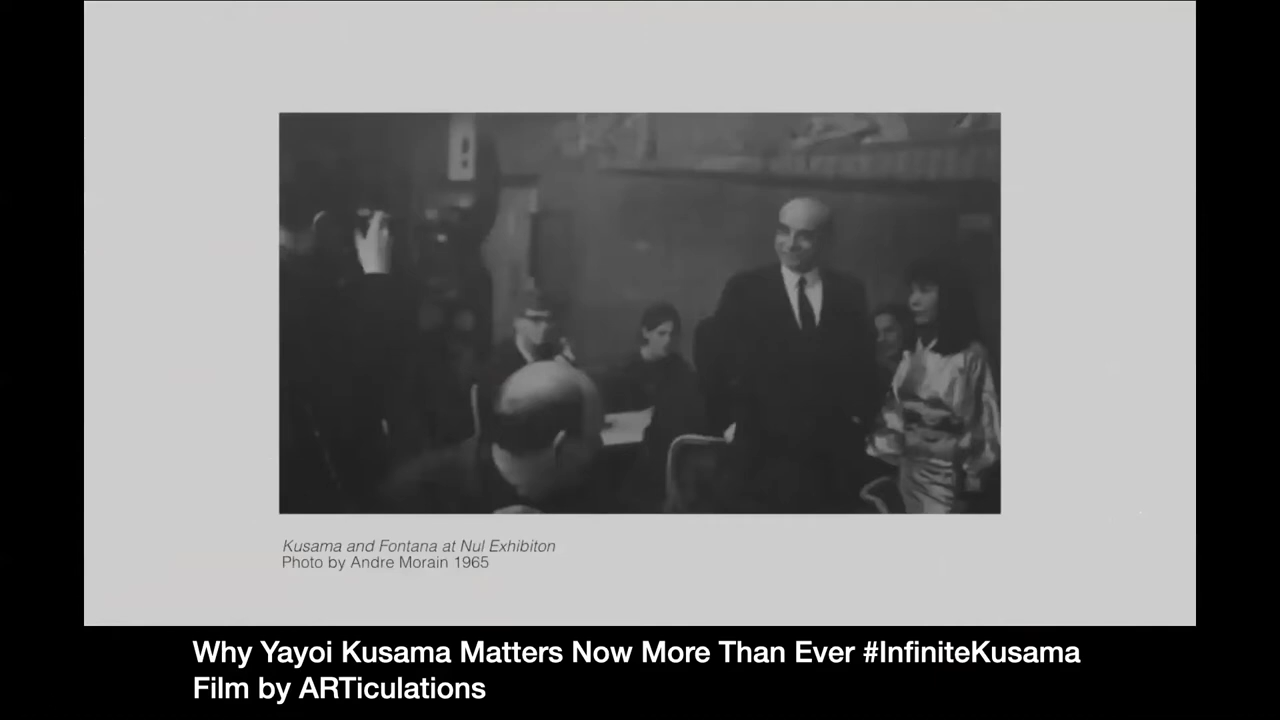 Kusama and Fontana at Nul Exhibiton
Photo by Andre Morain 1965
Why Yayoi Kusama Matters Now More Than Ever #InfiniteKusama
Film by ARTiculations